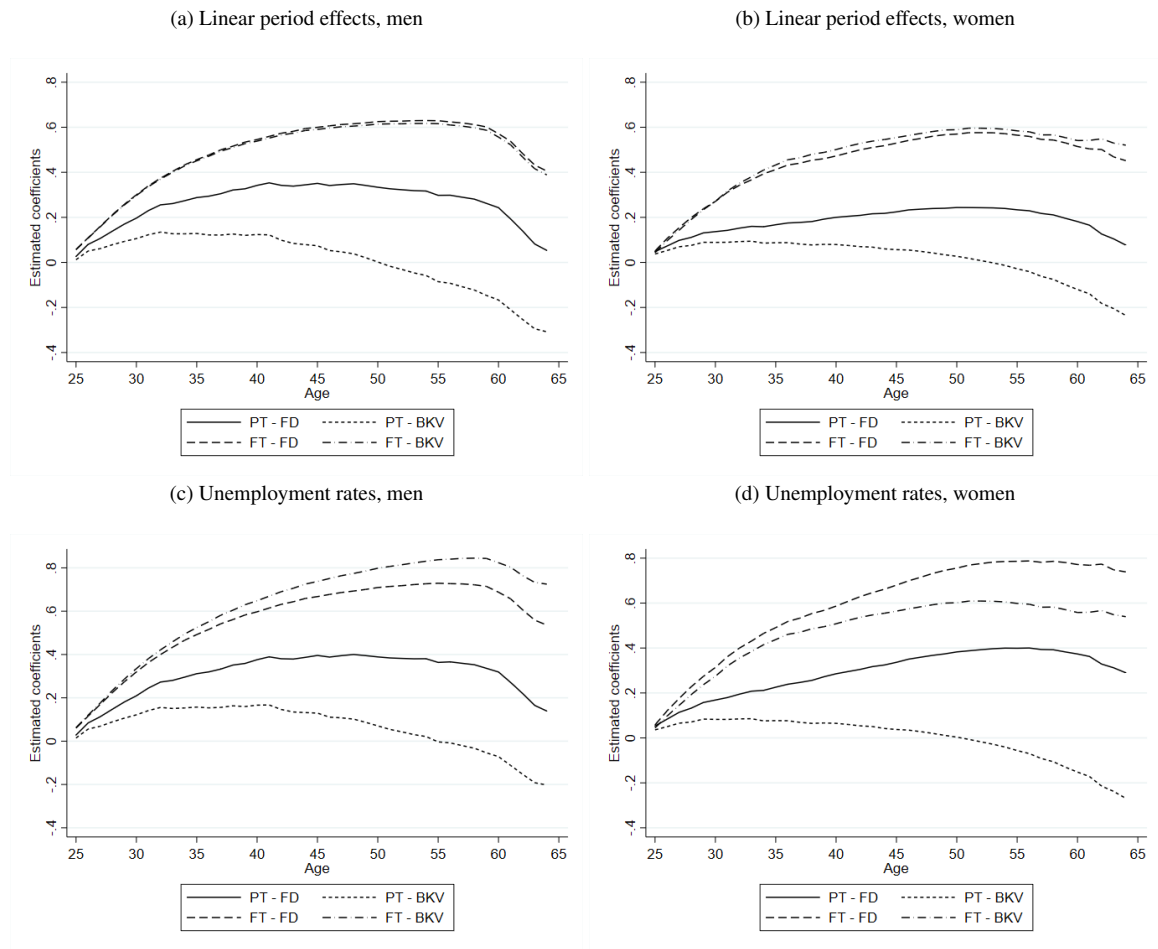 (a) Linear period effects, men
(b) Linear period effects, women
Estimated coefficients
.8
.6
.4
.2
0
-.2
-.4
25 30 35 40 45 50 55 60 65
Age
PT - FD PT - BKV
FT - FD FT - BKV
Estimated coefficients
.8
.6
.4
.2
0
-.2
-.4
25 30 35 40 45 50 55 60 65
Age
PT - FD PT - BKV
FT - FD FT - BKV
(c) Unemployment rates, men
(d) Unemployment rates, women
Estimated coefficients
.8
.6
.4
.2
0
-.2
-.4
25 30 35 40 45 50 55 60 65
Age
PT - FD PT - BKV
FT - FD FT - BKV
Estimated coefficients
.8
.6
.4
.2
0
-.2
-.4
25 30 35 40 45 50 55 60 65
Age
PT - FD PT - BKV
FT - FD FT - BKV